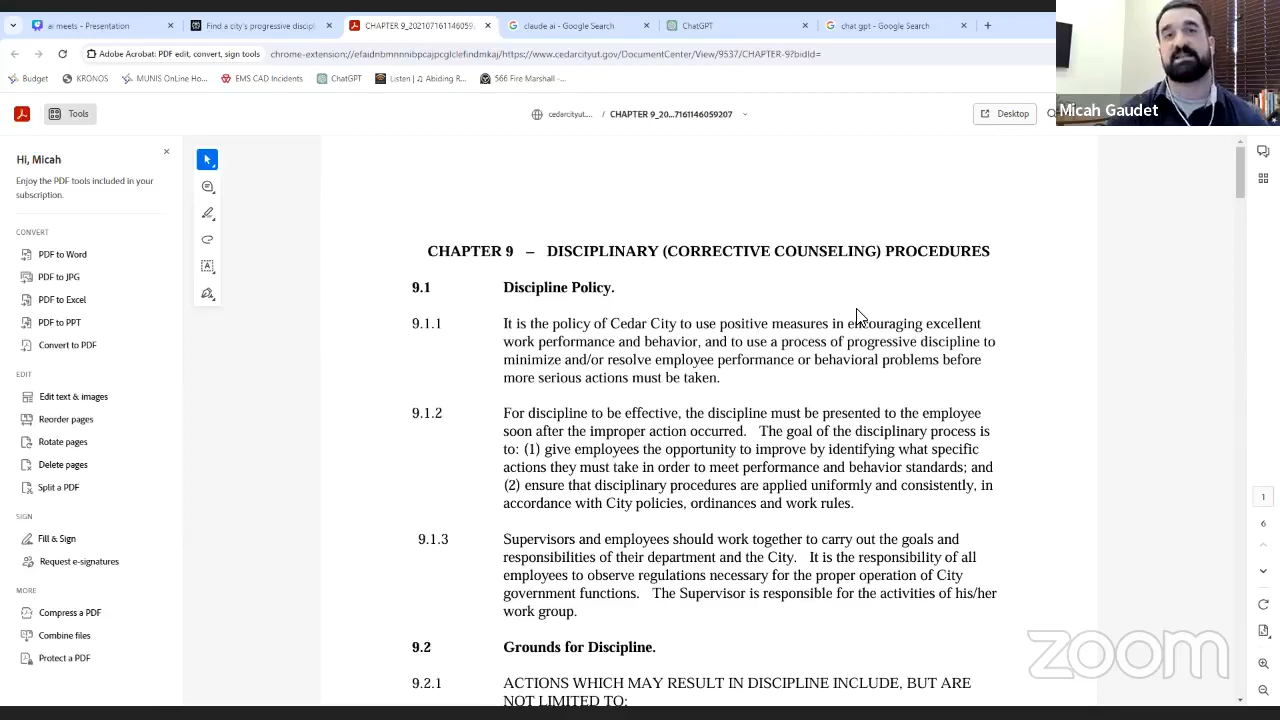 ai meets - Presentation
Find a city's progressive discipl
CHAPTER 9_20210716114605­9
claude ai - Google Search
ChatGPT
chat gpt - Google Search
Adobe Acrobat: PDF edit, convert, sign tools
chrome-extension://efaidnbmnnnibpcajpcglclefindmkaj/https://www.cedarcityut.gov/DocumentCenter/View/9537/CHAPTER-9?bidId=
Budget
KRONOS
MUNIS OnLine Ho...
EMS CAD Incidents
ChatGPT
Listen | Abiding R...
566 Fire Marshall -...
Micah Gaudet
Tools
cedarcityut....
/ CHAPTER 9_20...7161146059207
Desktop
Hi, Micah
Enjoy the PDF tools included in your
subscription.
CONVERT
PDF to Word
PDF to JPG
PDF to Excel
PDF to PPT
Convert to PDF
EDIT
Edit text & images
Reorder pages
Rotate pages
Delete pages
Split a PDF
SIGN
Fill & Sign
Request e-signatures
MORE
Compress a PDF
Combine files
Protect a PDF
CHAPTER 9 – DISCIPLINARY (CORRECTIVE COUNSELING) PROCEDURES
9.1 Discipline Policy.
9.1.1 It is the policy of Cedar City to use positive measures in encouraging excellent
work performance and behavior, and to use a process of progressive discipline to
minimize and/or resolve employee performance or behavioral problems before
more serious actions must be taken.
9.1.2 For discipline to be effective, the discipline must be presented to the employee
soon after the improper action occurred. The goal of the disciplinary process is
to: (1) give employees the opportunity to improve by identifying what specific
actions they must take in order to meet performance and behavior standards; and
(2) ensure that disciplinary procedures are applied uniformly and consistently, in
accordance with City policies, ordinances and work rules.
9.1.3 Supervisors and employees should work together to carry out the goals and
responsibilities of their department and the City. It is the responsibility of all
employees to observe regulations necessary for the proper operation of City
government functions. The Supervisor is responsible for the activities of his/her
work group.
9.2 Grounds for Discipline.
9.2.1 ACTIONS WHICH MAY RESULT IN DISCIPLINE INCLUDE, BUT ARE
NOT LIMITED TO:
1
6
zoom